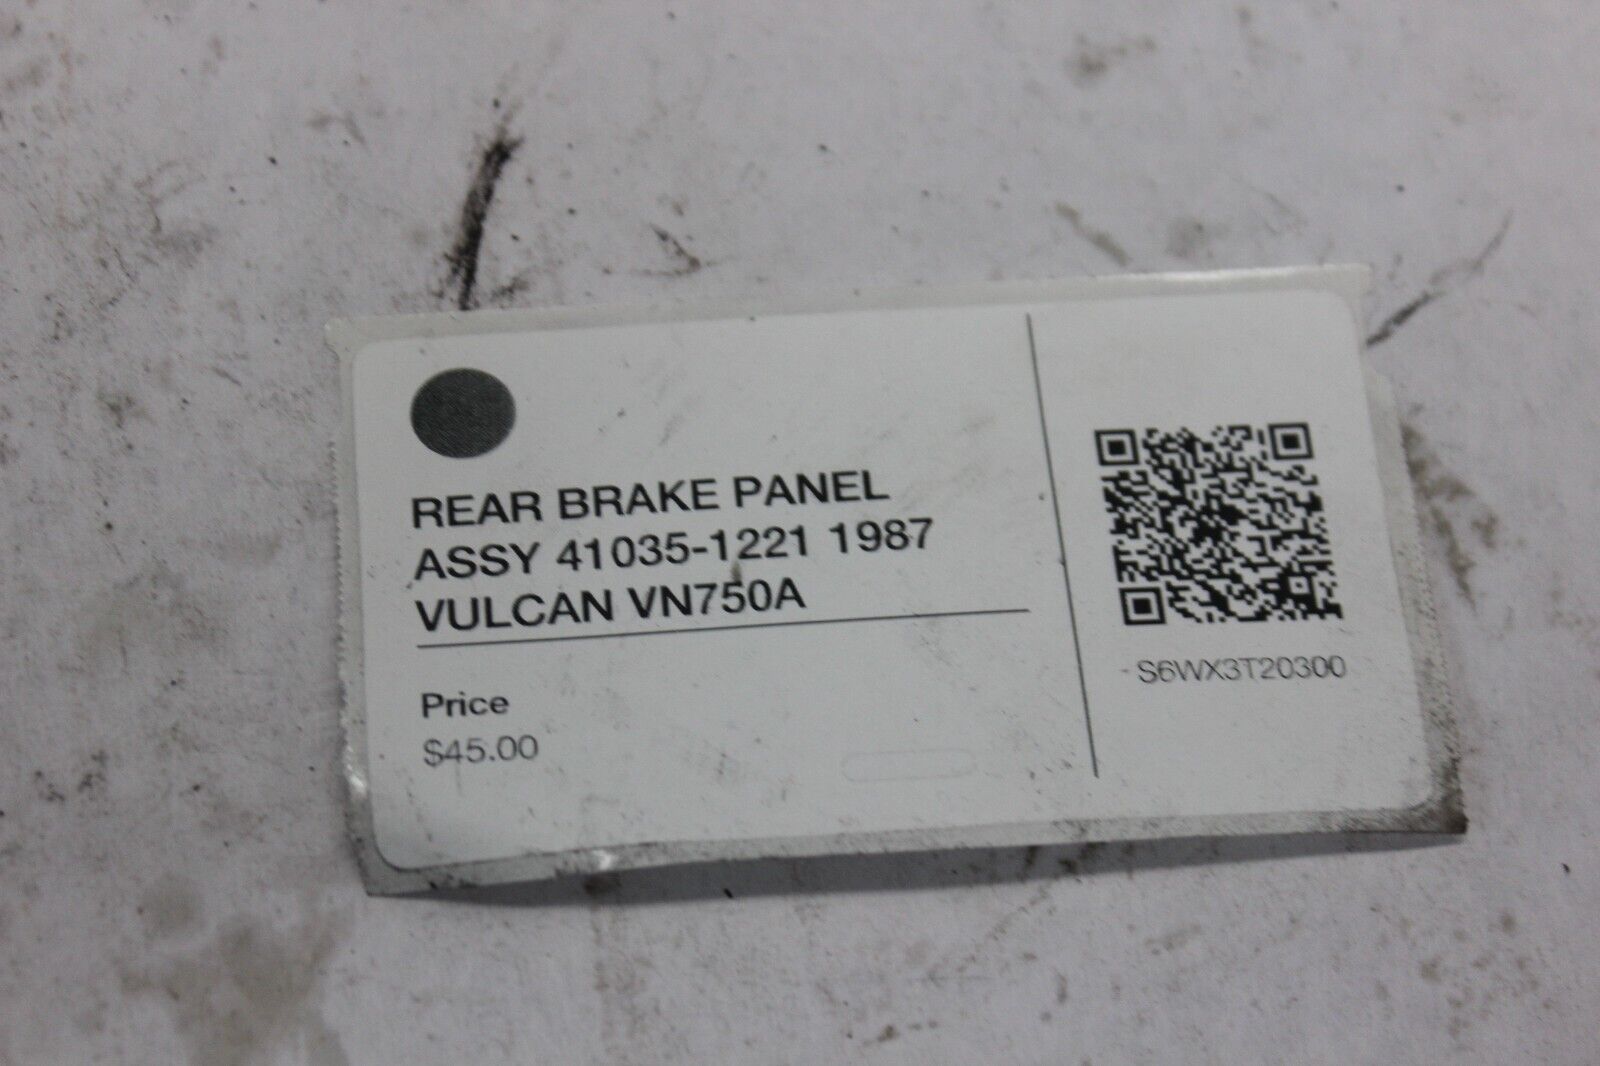 REAR BRAKE PANEL
ASSY 41035-1221 1987
VULCAN VN750A
Price
$45.00
S6WX3T20300